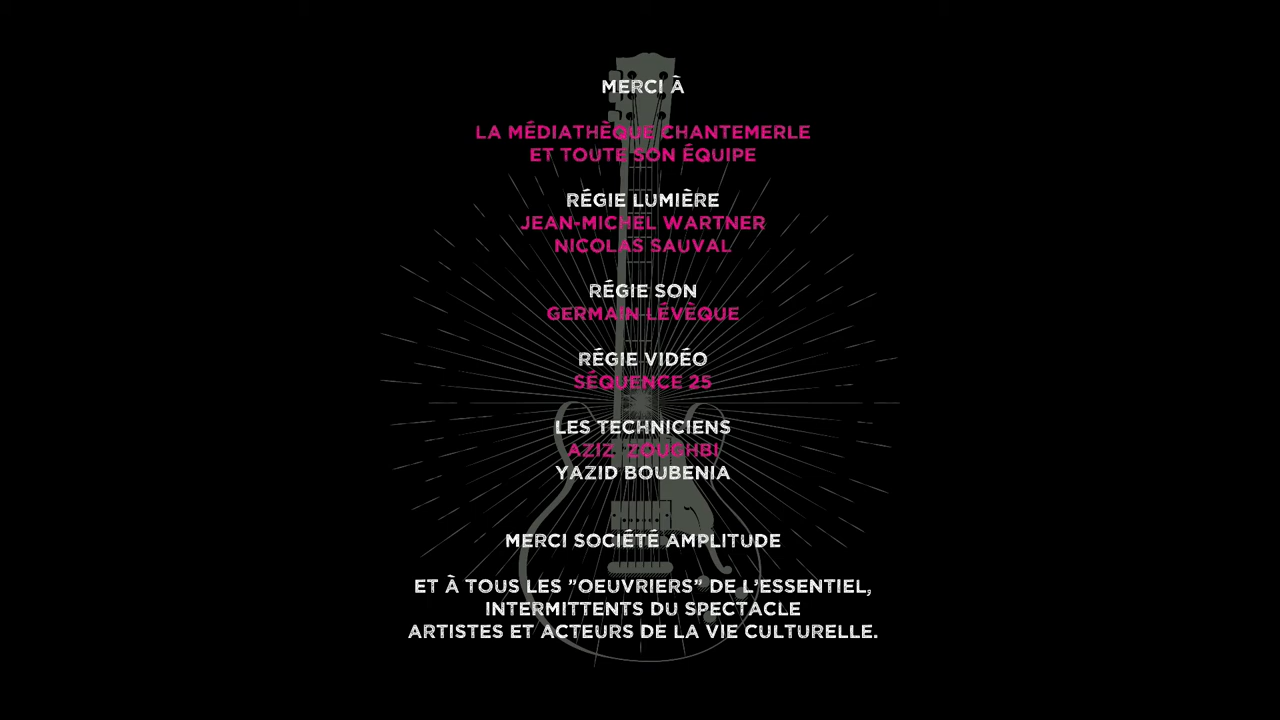 MERCI À
LA MÉDIATHÈQUE CHANTEMERLE
ET TOUTE SON ÉQUIPE
RÉGIE LUMIÈRE
JEAN-MICHEL WARTNER
NICOLAS SAUVAL
RÉGIE SON
GERMAIN-LÉVÈQUE
RÉGIE VIDÉO
SÉQUENCE 25
LES TECHNICIENS
AZIZ ZOUGHBI
YAZID BOUBENIA
MERCI SOCIÉTÉ AMPLITUDE
ET À TOUS LES ”OEUVRIERS” DE L’ESSENTIEL,
INTERMITTENTS DU SPECTACLE
ARTISTES ET ACTEURS DE LA VIE CULTURELLE.